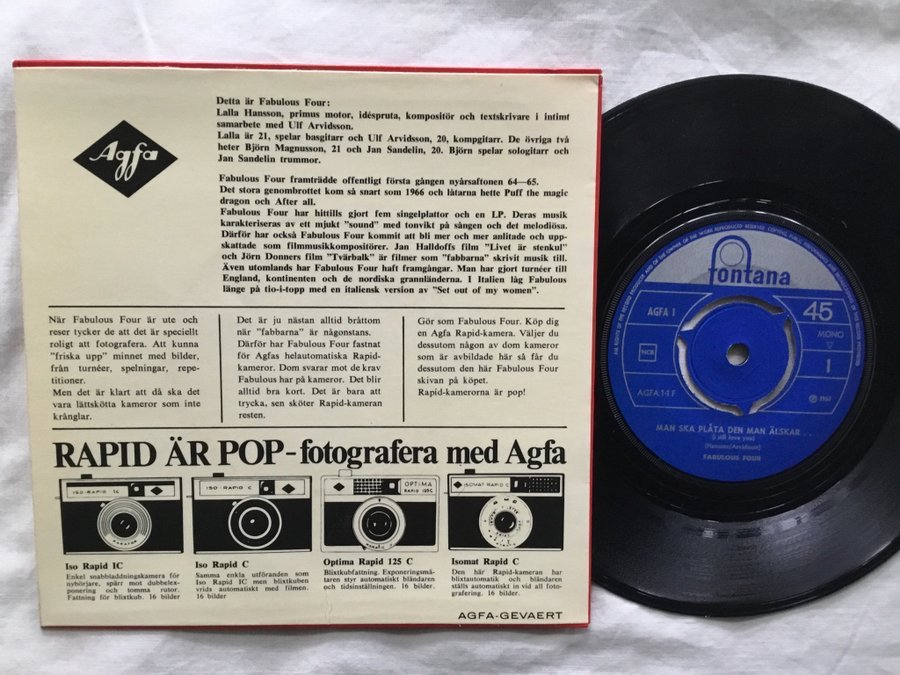 Agfa
Detta är Fabulous Four:
Lalla Hansson, primus motor, idéspruta, kompositör och textskrivare i intimt
samarbete med Ulf Arvidsson.
Lalla är 21, spelar basgitarr och Ulf Arvidsson, 20, kompgitarr. De övriga två
heter Björn Magnusson, 21 och Jan Sandelin, 20. Björn spelar sologitarr och
Jan Sandelin trummor.
Fabulous Four framträdde offentligt första gången nyårsaftonen 64—65.
Det stora genombrottet kom så snart som 1966 och låtarna hette Puff the magic
dragon och After all.
Fabulous Four har hittills gjort fem singelplattor och en LP. Deras musik
karakteriseras av ett mjukt "sound" med tonvikt på sången och det melodiösa.
Därför har också Fabulous Four kommit att bli mer och mer anlitade och upp-
skattade som filmmusikkompositörer. Jan Halldoffs film "Livet är stenkul"
och Jörn Donners film "Tvärbalk" är filmer som "fabbarna" skrivit musik till.
Även utomlands har Fabulous Four haft framgångar. Man har gjort turnéer till
England, kontinenten och de nordiska grannländerna. I Italien låg Fabulous
länge på tio-i-topp med en italiensk version av "Set out of my women".
När Fabulous Four är ute och
reser tycker de att det är speciellt
roligt att fotografera. Att kunna
"friska upp" minnet med bilder,
från turnéer, spelningar, repe-
titioner.
Men det är klart att då ska det
vara lättskötta kameror som inte
krånglar.
Det är ju nästan alltid bråttom
när "fabbarna" är någonstans.
Därför har Fabulous Four fastnat
för Agfas helautomatiska Rapid-
kameror. Dom svarar mot de krav
Fabulous har på kameror. Det blir
alltid bra kort. Det är bara att
trycka, sen sköter Rapid-kameran
resten.
Gör som Fabulous Four. Köp dig
en Agfa Rapid-kamera. Väljer du
dessutom någon av dom kameror
som är avbildade här så får du
dessutom den här Fabulous Four
skivan på köpet.
Rapid-kamerorna är pop!
RAPID ÄR POP - fotografera med Agfa
ISO-RAPID IC
ISO-RAPID C
OPTIMA
RAPID 125C
ISOMAT RAPID C
Iso Rapid IC
Enkel snabbladdningskamera för
nybörjare, spärr mot dubbelex-
ponering och tomma rutor.
Fattning för blixtkub. 16 bilder
Iso Rapid C
Samma enkla utföranden som
Iso Rapid IC men blixtkuben
vrids automatiskt med filmen.
16 bilder
Optima Rapid 125 C
Blixtkubfattning. Exponeringsmä-
taren styr automatiskt bländaren
och tidsinställningen. 16 bilder.
Isomat Rapid C
Den här Rapid-kameran har
blixtautomatik och bländaren
ställs automatiskt in vid all foto-
grafering. 16 bilder.
AGFA-GEVAERT
fontana
AGFA 1
45
MONO
NCB
1
AGFA 1-1 F
MAN SKA PLÅTA DEN MAN ÄLSKAR . .
(I still love you)
(Hansson/Arvidsson)
FABULOUS FOUR